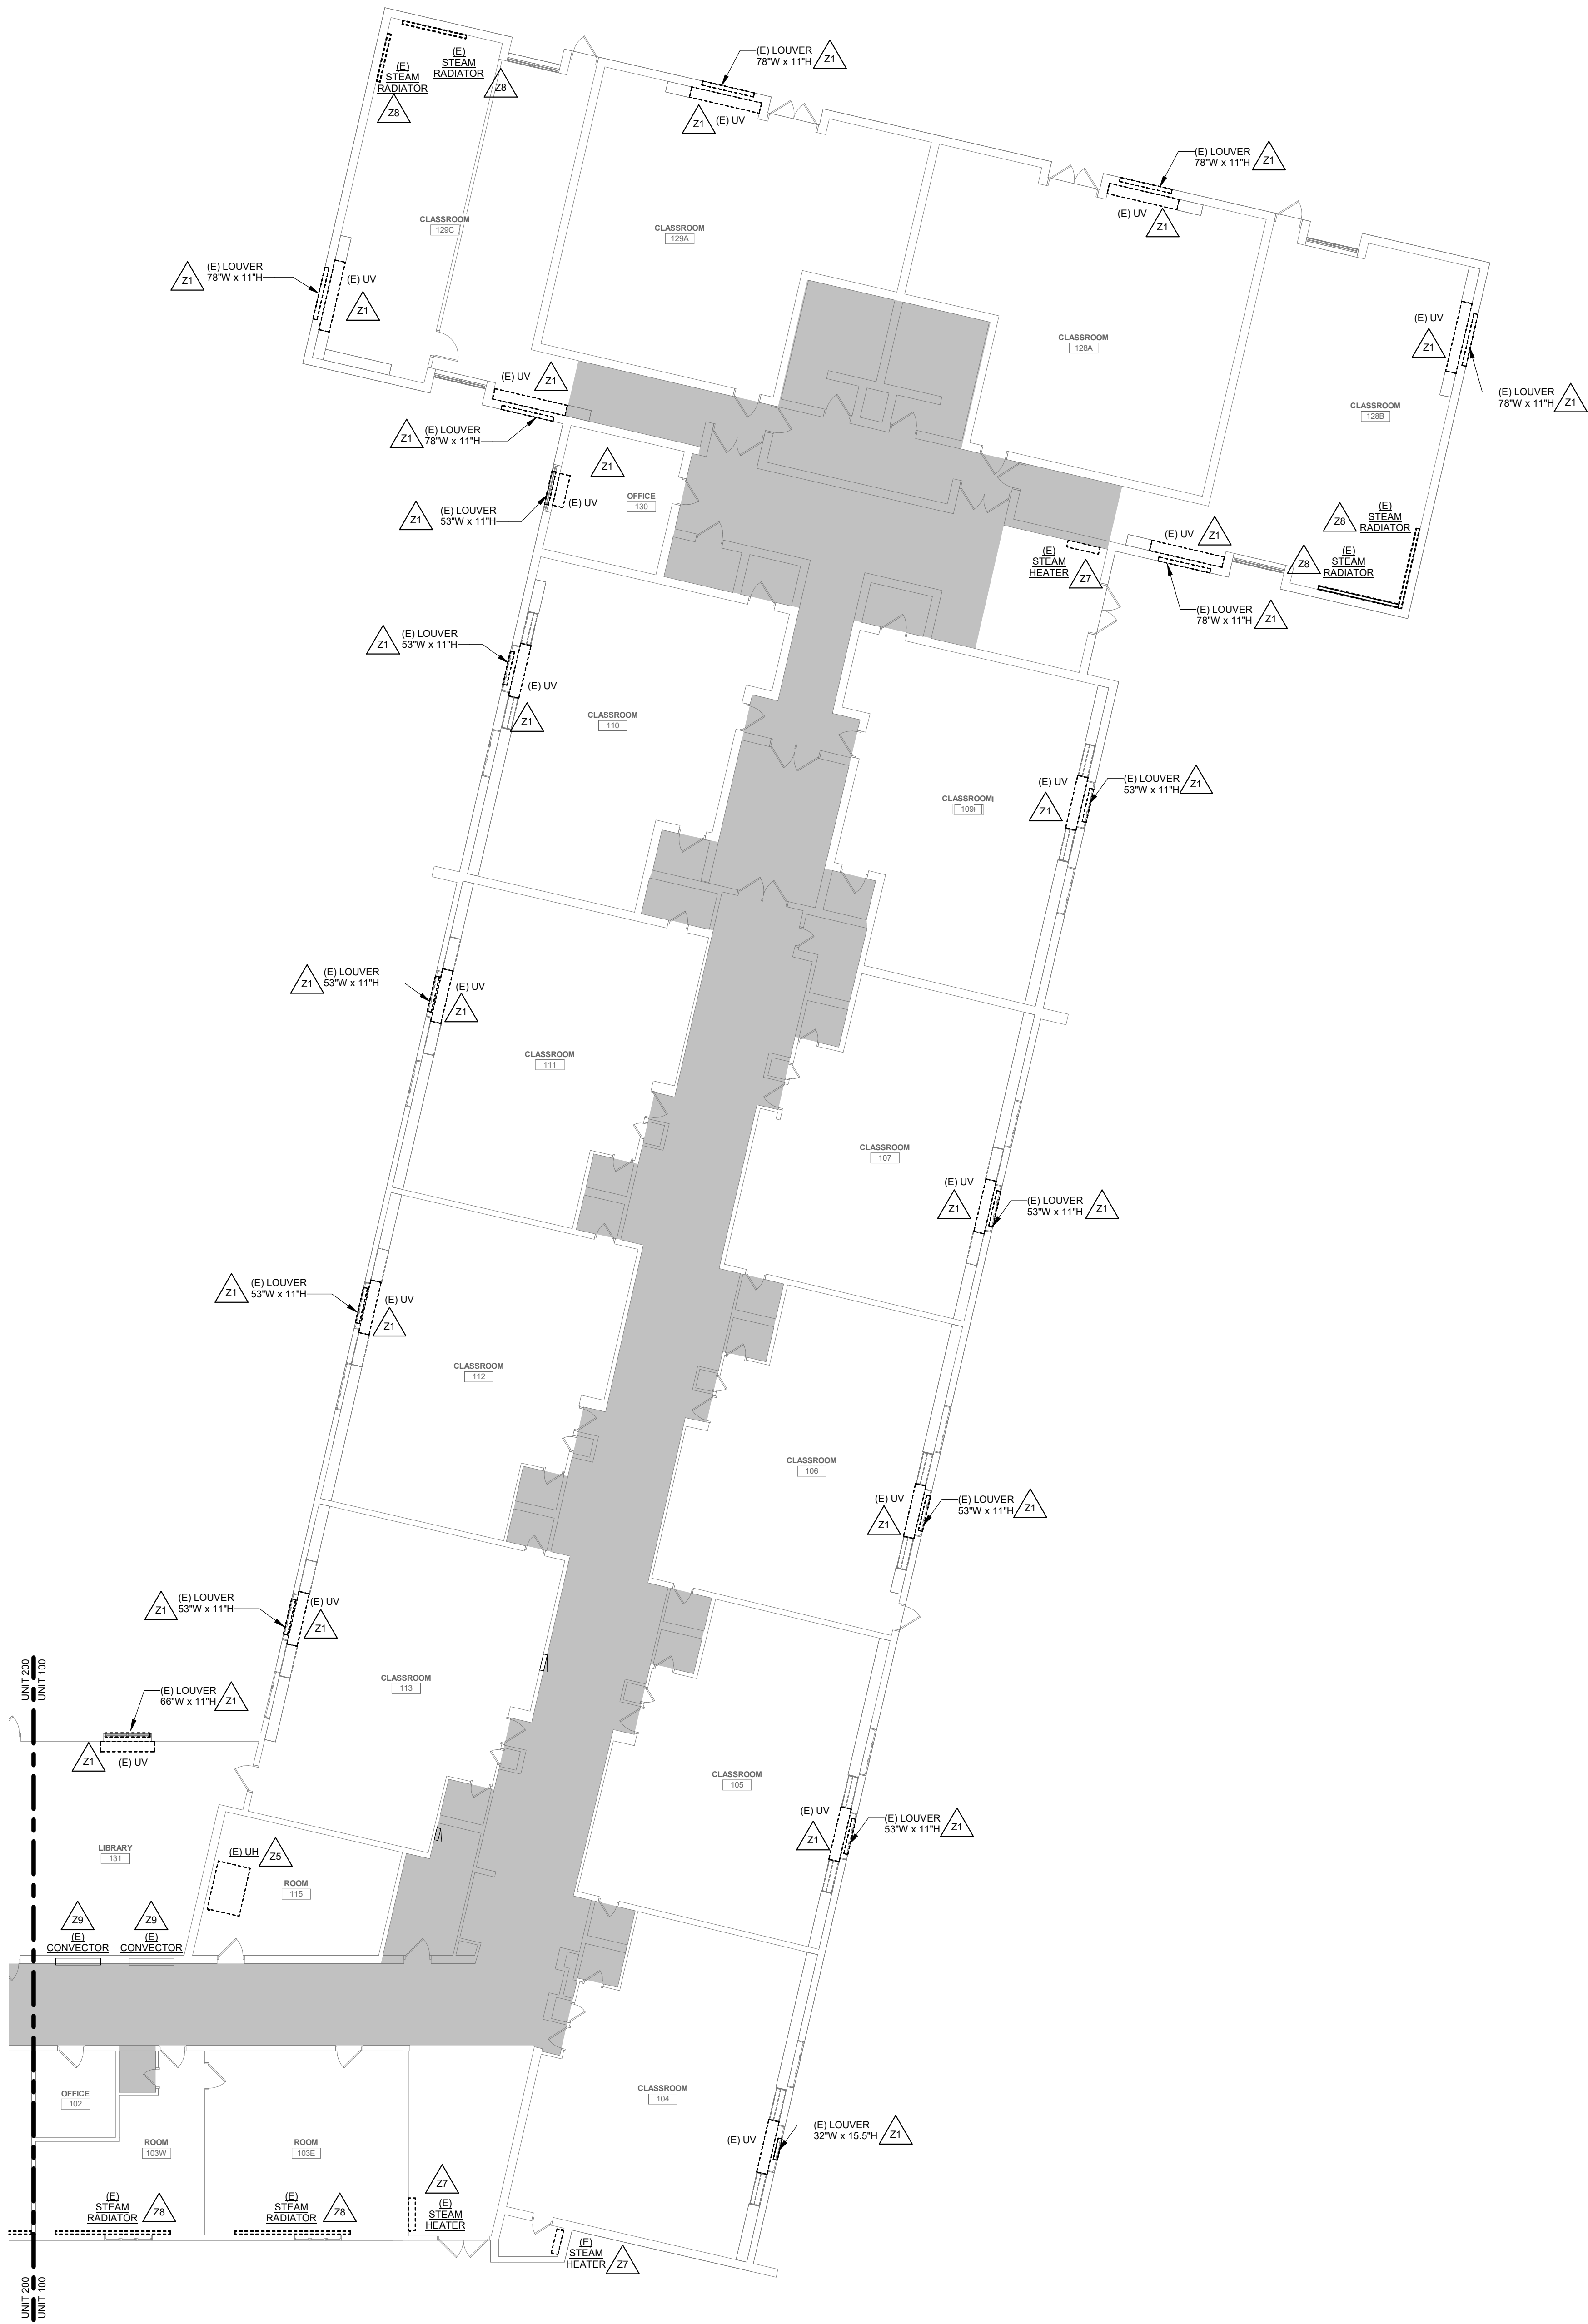 (E) LOUVER
78"W x 11"H
Z1
(E)
STEAM
RADIATOR
Z8
(E)
STEAM
RADIATOR
Z8
Z1
(E) UV
(E) LOUVER
78"W x 11"H
Z1
(E) UV
Z1
CLASSROOM
129C
CLASSROOM
129A
(E) LOUVER
78"W x 11"H
Z1
(E) UV
Z1
CLASSROOM
128A
(E) UV
Z1
(E) LOUVER
78"W x 11"H
Z1
CLASSROOM
128B
(E) UV
Z1
(E) LOUVER
78"W x 11"H
Z1
(E) LOUVER
53"W x 11"H
Z1
Z1
(E) UV
OFFICE
130
(E)
STEAM
RADIATOR
Z8
(E)
STEAM
RADIATOR
Z8
(E) UV
Z1
(E)
STEAM
HEATER
Z7
(E) LOUVER
78"W x 11"H
Z1
(E) LOUVER
53"W x 11"H
Z1
(E) UV
Z1
CLASSROOM
110
CLASSROOM
109
(E) UV
Z1
(E) LOUVER
53"W x 11"H
Z1
(E) LOUVER
53"W x 11"H
Z1
(E) UV
Z1
CLASSROOM
111
CLASSROOM
107
(E) UV
Z1
(E) LOUVER
53"W x 11"H
Z1
(E) LOUVER
53"W x 11"H
Z1
(E) UV
Z1
CLASSROOM
112
CLASSROOM
106
(E) UV
Z1
(E) LOUVER
53"W x 11"H
Z1
(E) LOUVER
53"W x 11"H
Z1
(E) UV
Z1
CLASSROOM
113
UNIT 200
UNIT 100
(E) LOUVER
66"W x 11"H
Z1
Z1
(E) UV
CLASSROOM
105
(E) UV
Z1
(E) LOUVER
53"W x 11"H
Z1
LIBRARY
131
(E) UH
Z5
ROOM
115
Z9
(E)
CONVECTOR
Z9
(E)
CONVECTOR
OFFICE
102
ROOM
103W
ROOM
103E
CLASSROOM
104
(E) UV
(E) LOUVER
32"W x 15.5"H
Z1
(E)
STEAM
RADIATOR
Z8
(E)
STEAM
RADIATOR
Z8
Z7
(E)
STEAM
HEATER
(E)
STEAM
HEATER
Z7
UNIT 200
UNIT 100